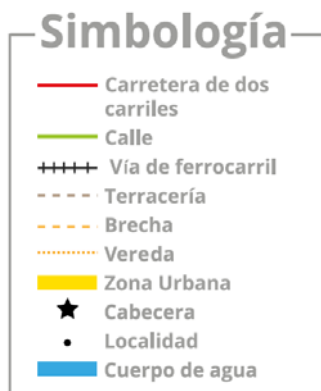 Simbología
Carretera de dos
carriles
Calle
Vía de ferrocarril
Terracería
Brecha
Vereda
Zona Urbana
Cabecera
Localidad
Cuerpo de agua